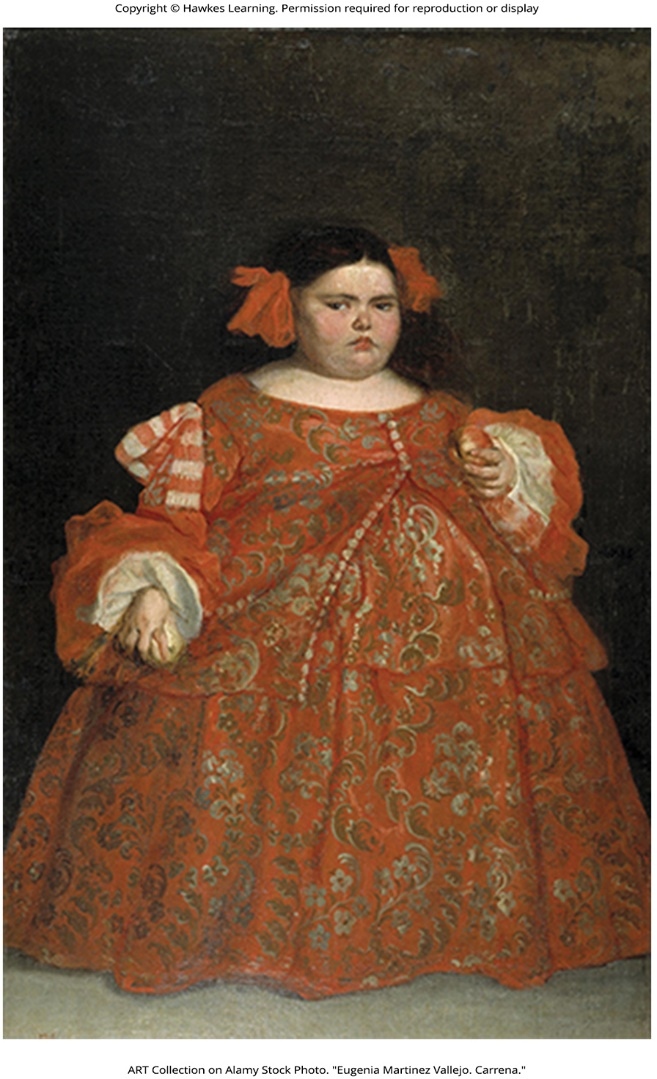 Copyright © Hawkes Learning. Permission required for reproduction or display
ART Collection on Alamy Stock Photo. "Eugenia Martinez Vallejo. Carrena."